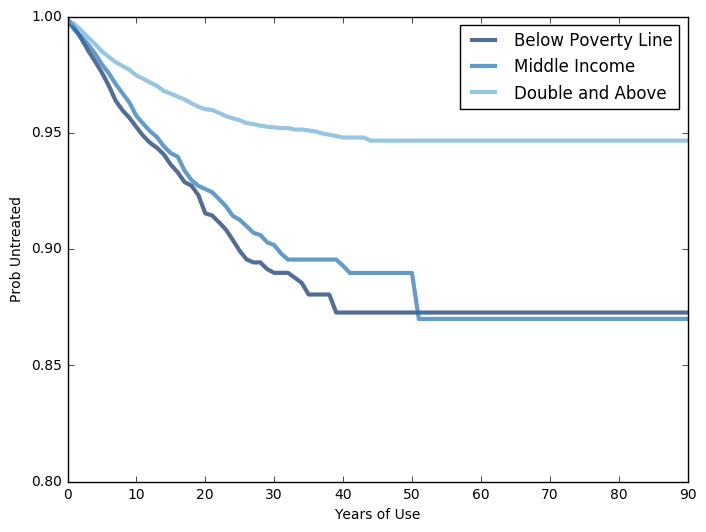 1.00
0.95
0.90
0.85
0.80
Prob Untreated
Below Poverty Line
Middle Income
Double and Above
0 10 20 30 40 50 60 70 80 90
Years of Use